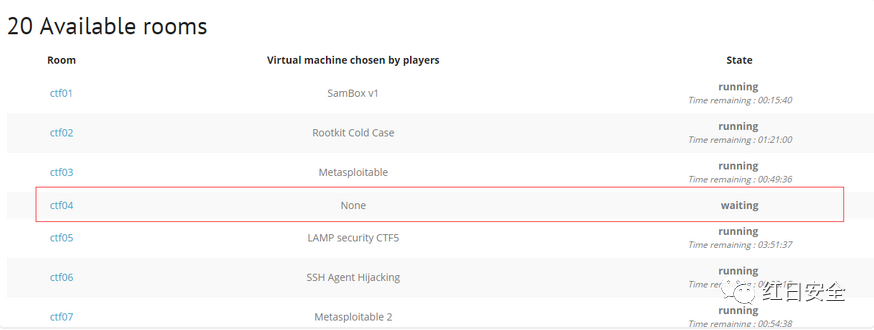 20 Available rooms
Room Virtual machine chosen by players State
ctf01 SamBox v1 running
Time remaining : 00:15:40
ctf02 Rootkit Cold Case running
Time remaining : 01:21:00
ctf03 Metasploitable running
Time remaining : 00:49:36
ctf04 None waiting
ctf05 LAMP security CTF5 running
Time remaining : 03:51:37
ctf06 SSH Agent Hijacking running
Time remaining
红日安全
ctf07 Metasploitable 2 running
Time remaining : 00:54:38